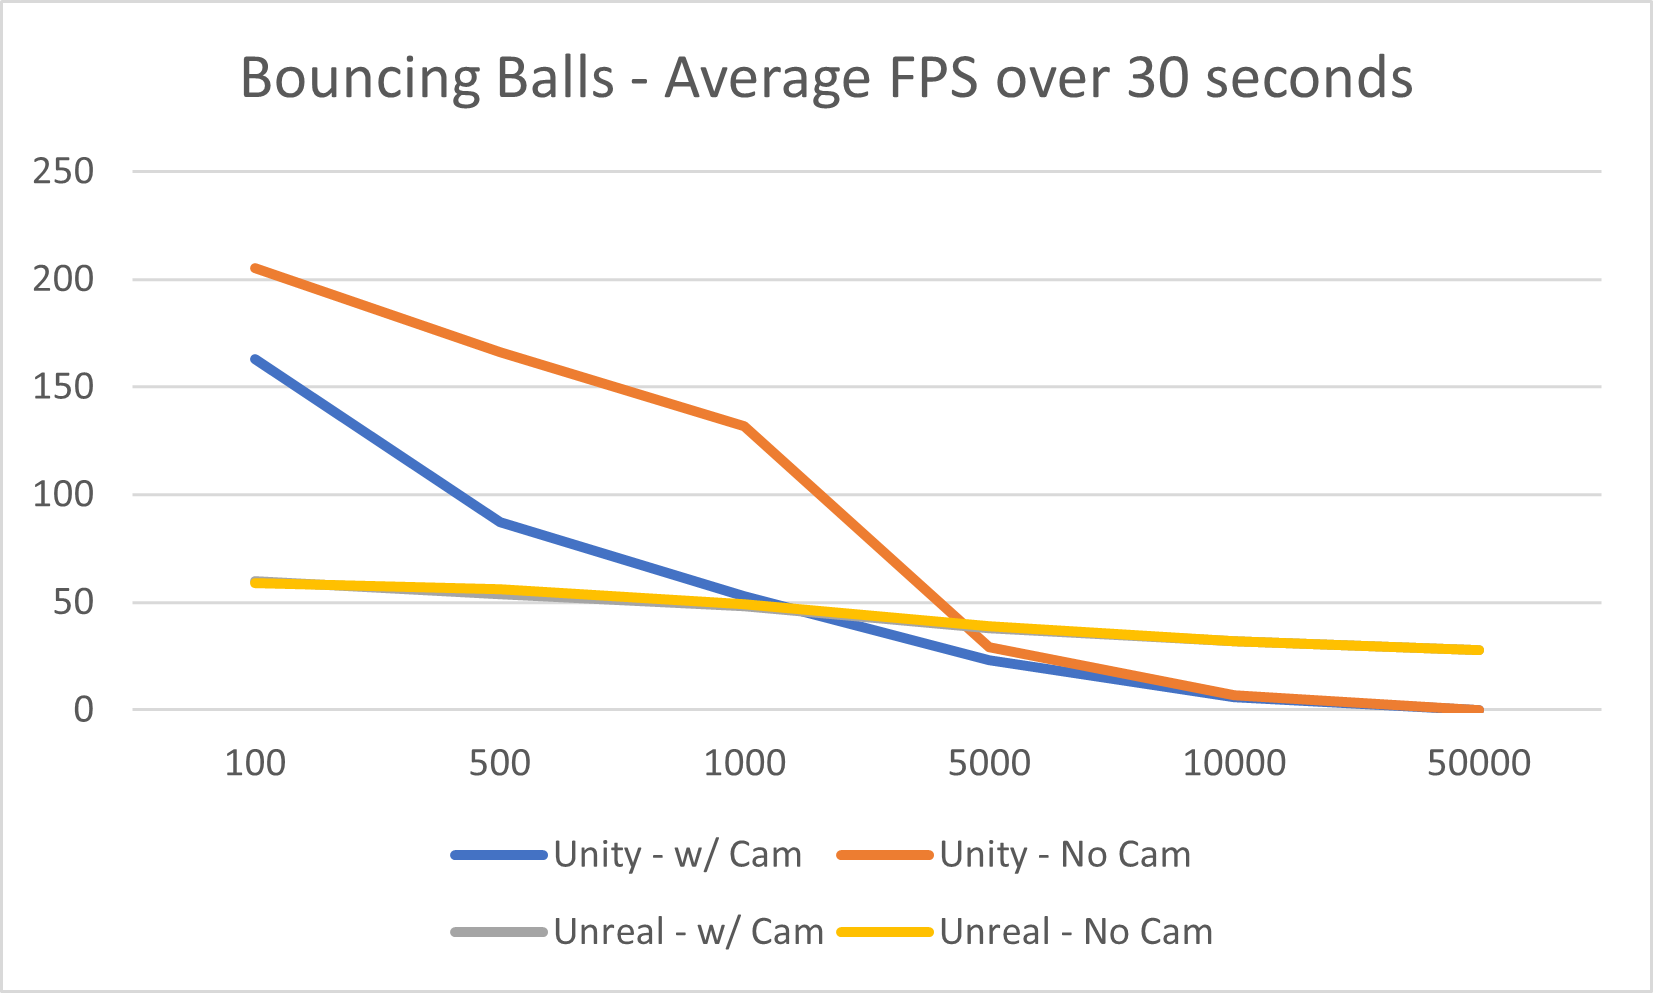 Bouncing Balls - Average FPS over 30 seconds
250
200
150
100
50
0
100 500 1000 5000 10000 50000
Unity - w/ Cam Unity - No Cam
Unreal - w/ Cam Unreal - No Cam